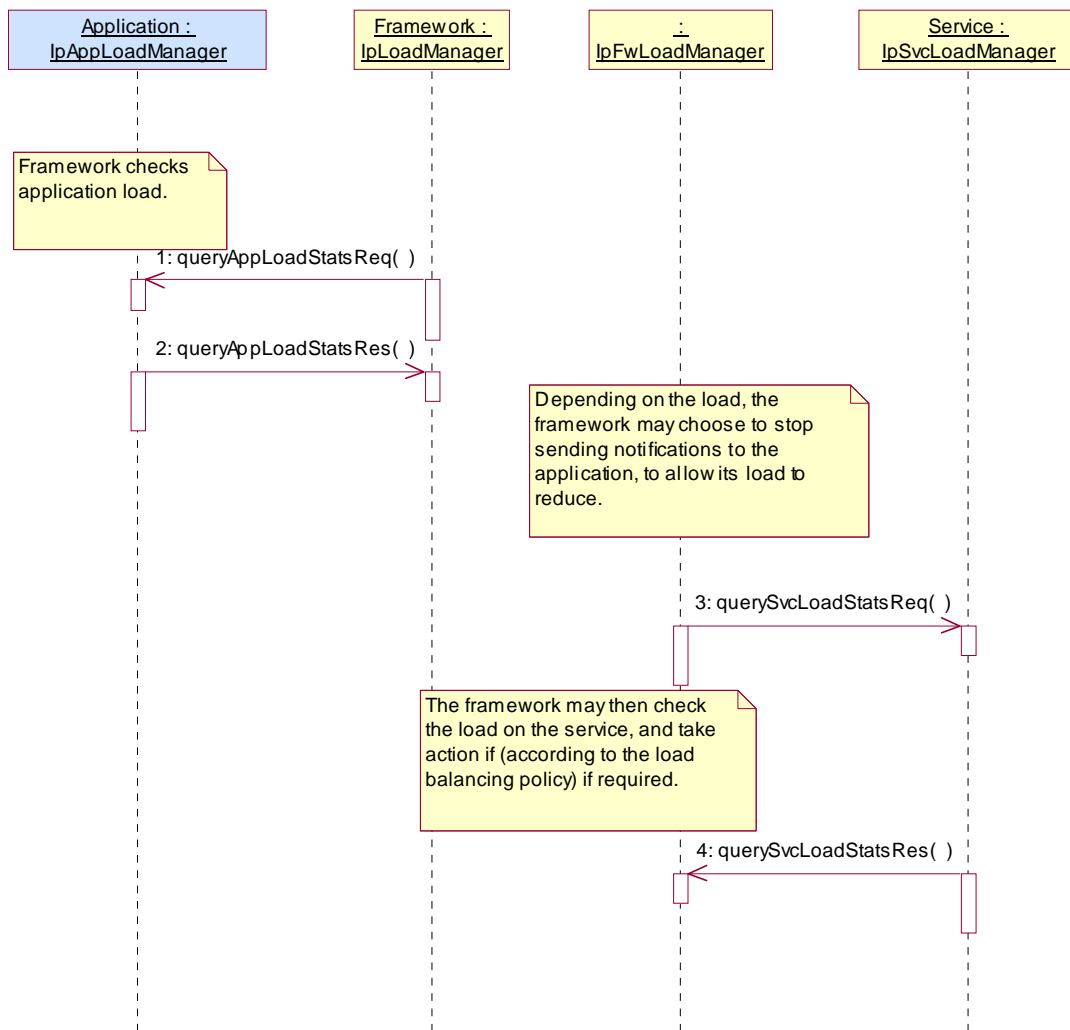 Application :
IpAppLoadManager
Framework :
IpLoadManager
:
IpFwLoadManager
Service :
IpSvcLoadManager
Framework checks
application load.
1: queryAppLoadStatsReq( )
2: queryAppLoadStatsRes( )
Depending on the load, the
framework may choose to stop
sending notifications to the
application, to allow its load to
reduce.
3: querySvcLoadStatsReq( )
The framework may then check
the load on the service, and take
action if (according to the load
balancing policy) if required.
4: querySvcLoadStatsRes( )